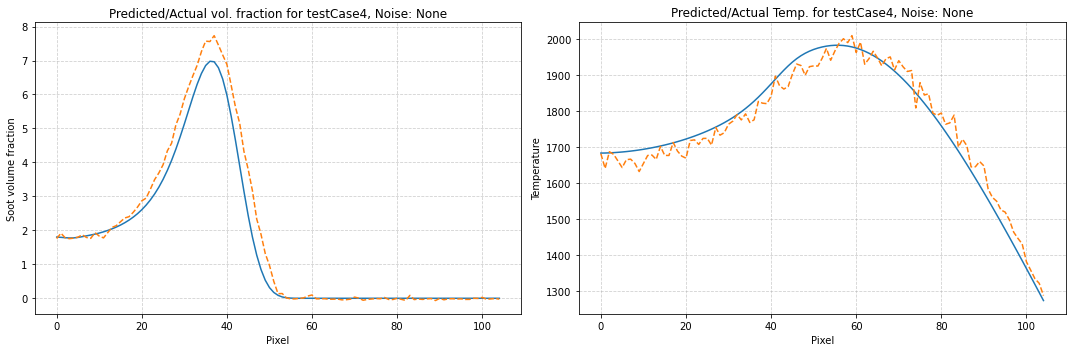 Predicted/Actual vol. fraction for testCase4, Noise: None
8
7
6
5
4
3
2
1
0
Soot volume fraction
0 20 40 60 80 100
Pixel
Predicted/Actual Temp. for testCase4, Noise: None
2000
1900
1800
1700
1600
1500
1400
1300
Temperature
0 20 40 60 80 100
Pixel